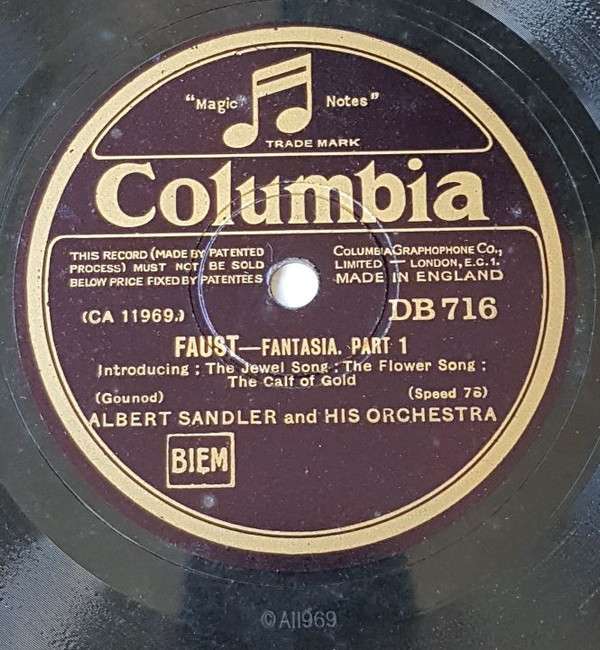 "Magic Notes"
TRADE MARK
Columbia
THIS RECORD (MADE BY PATENTED
PROCESS) MUST NOT BE SOLD
BELOW PRICE FIXED BY PATENTEES
COLUMBIA GRAPHOPHONE CO.,
LIMITED — LONDON, E.C.1.
MADE IN ENGLAND
(CA 11969.)
DB 716
FAUST—FANTASIA. PART 1
Introducing : The Jewel Song : The Flower Song :
The Calf of Gold
(Gounod)
(Speed 78)
ALBERT SANDLER and HIS ORCHESTRA
BIEM
©A11969